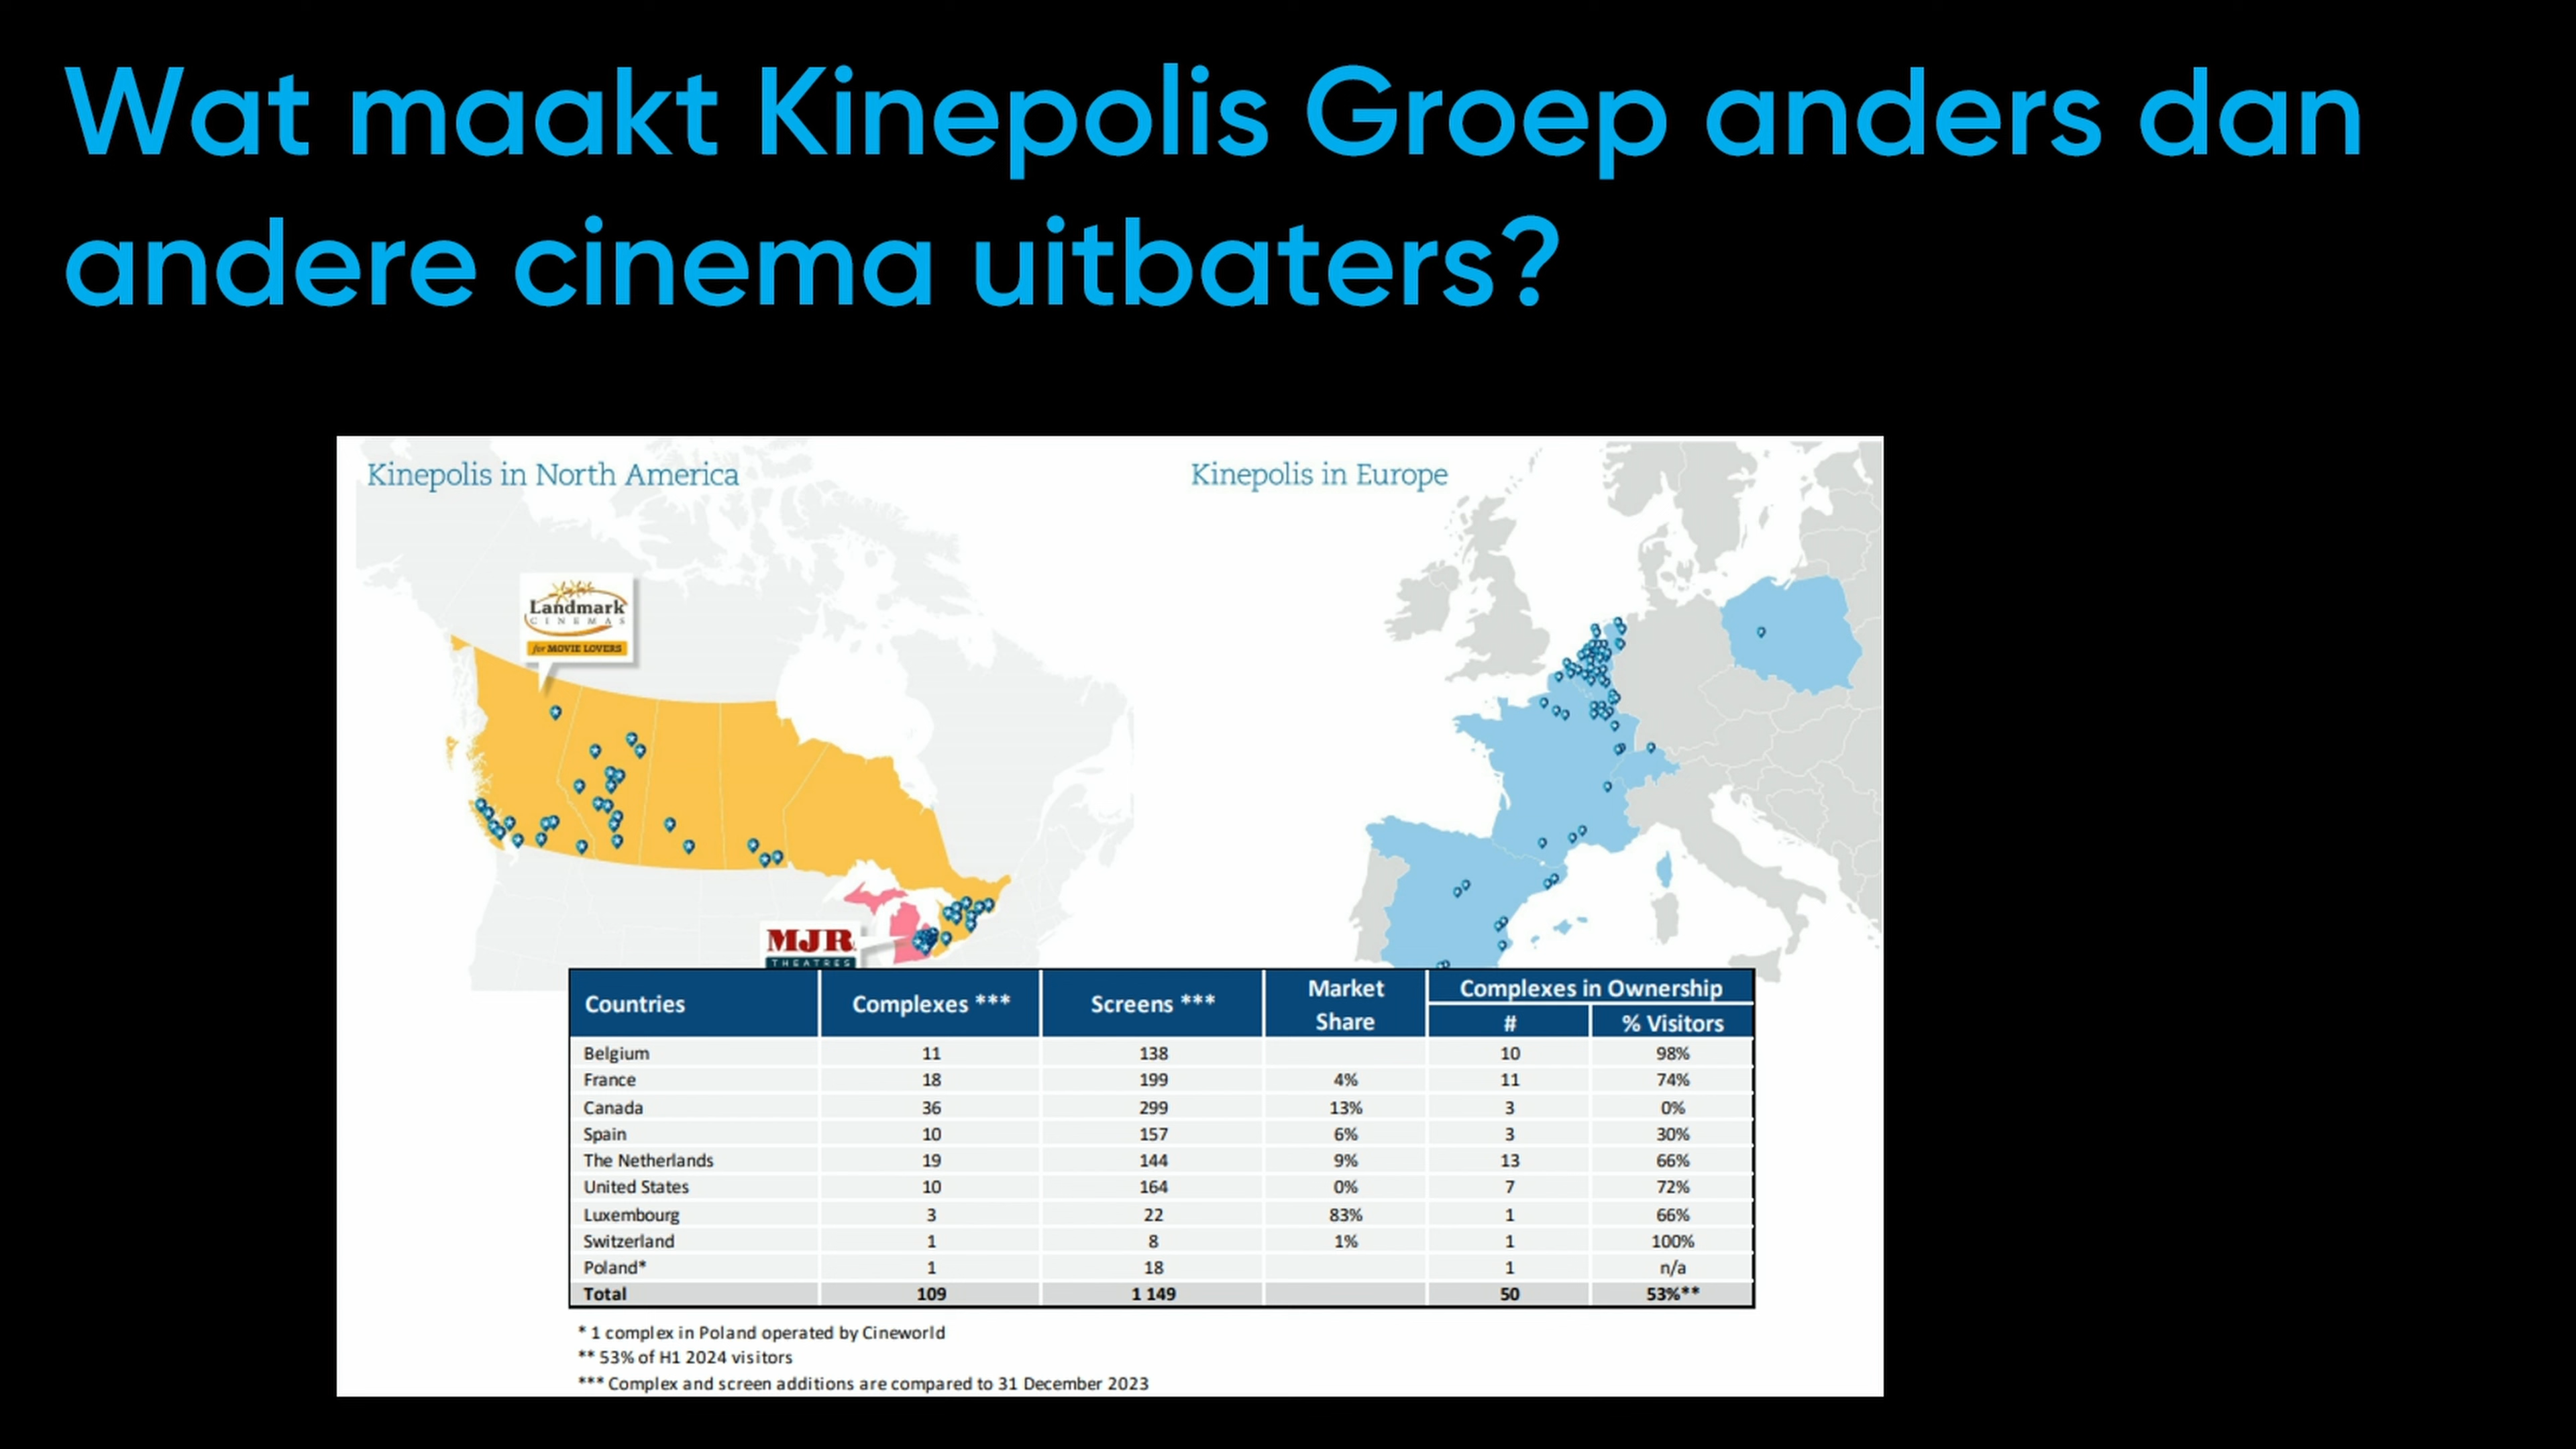 Wat maakt Kinepolis Groep anders dan
andere cinema uitbaters?
Kinepolis in North America
Kinepolis in Europe
Landmark
CINEMAS
for MOVIE LOVERS
MJR
THEATRES
Countries Complexes *** Screens *** Market Share Complexes in Ownership
# % Visitors
Belgium 11 138 10 98%
France 18 199 4% 11 74%
Canada 36 299 13% 3 0%
Spain 10 157 6% 3 30%
The Netherlands 19 144 9% 13 66%
United States 10 164 0% 7 72%
Luxembourg 3 22 83% 1 66%
Switzerland 1 8 1% 1 100%
Poland* 1 18 1 n/a
Total 109 1 149 50 53%**
* 1 complex in Poland operated by Cineworld
** 53% of H1 2024 visitors
*** Complex and screen additions are compared to 31 December 2023